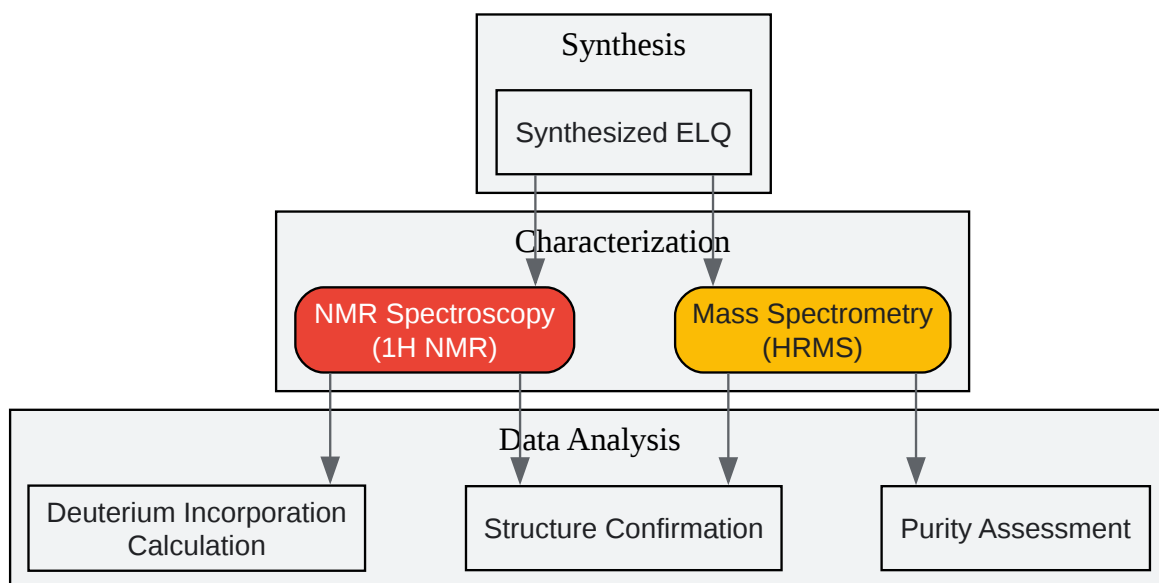 Synthesis
Synthesized ELQ
Characterization
NMR Spectroscopy
(1H NMR)
Mass Spectrometry
(HRMS)
Data Analysis
Deuterium Incorporation
Calculation
Structure Confirmation
Purity Assessment